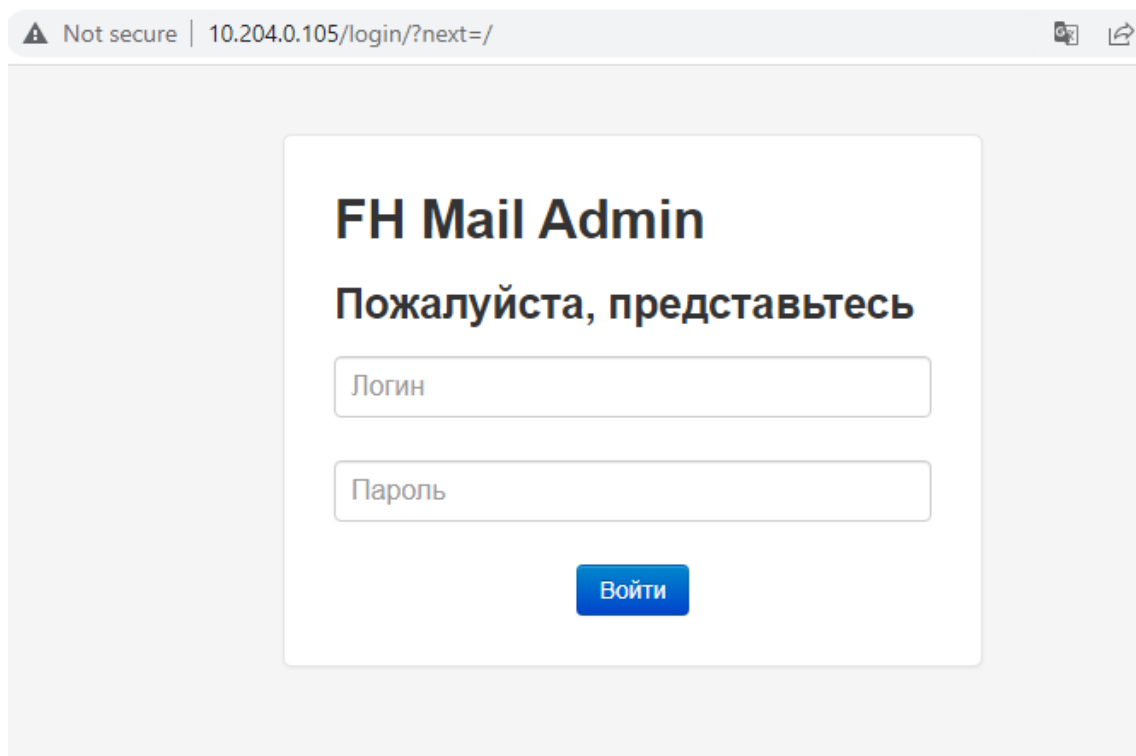 Not secure | 10.204.0.105/login/?next=/
FH Mail Admin
Пожалуйста, представьтесь
Логин
Пароль
Войти